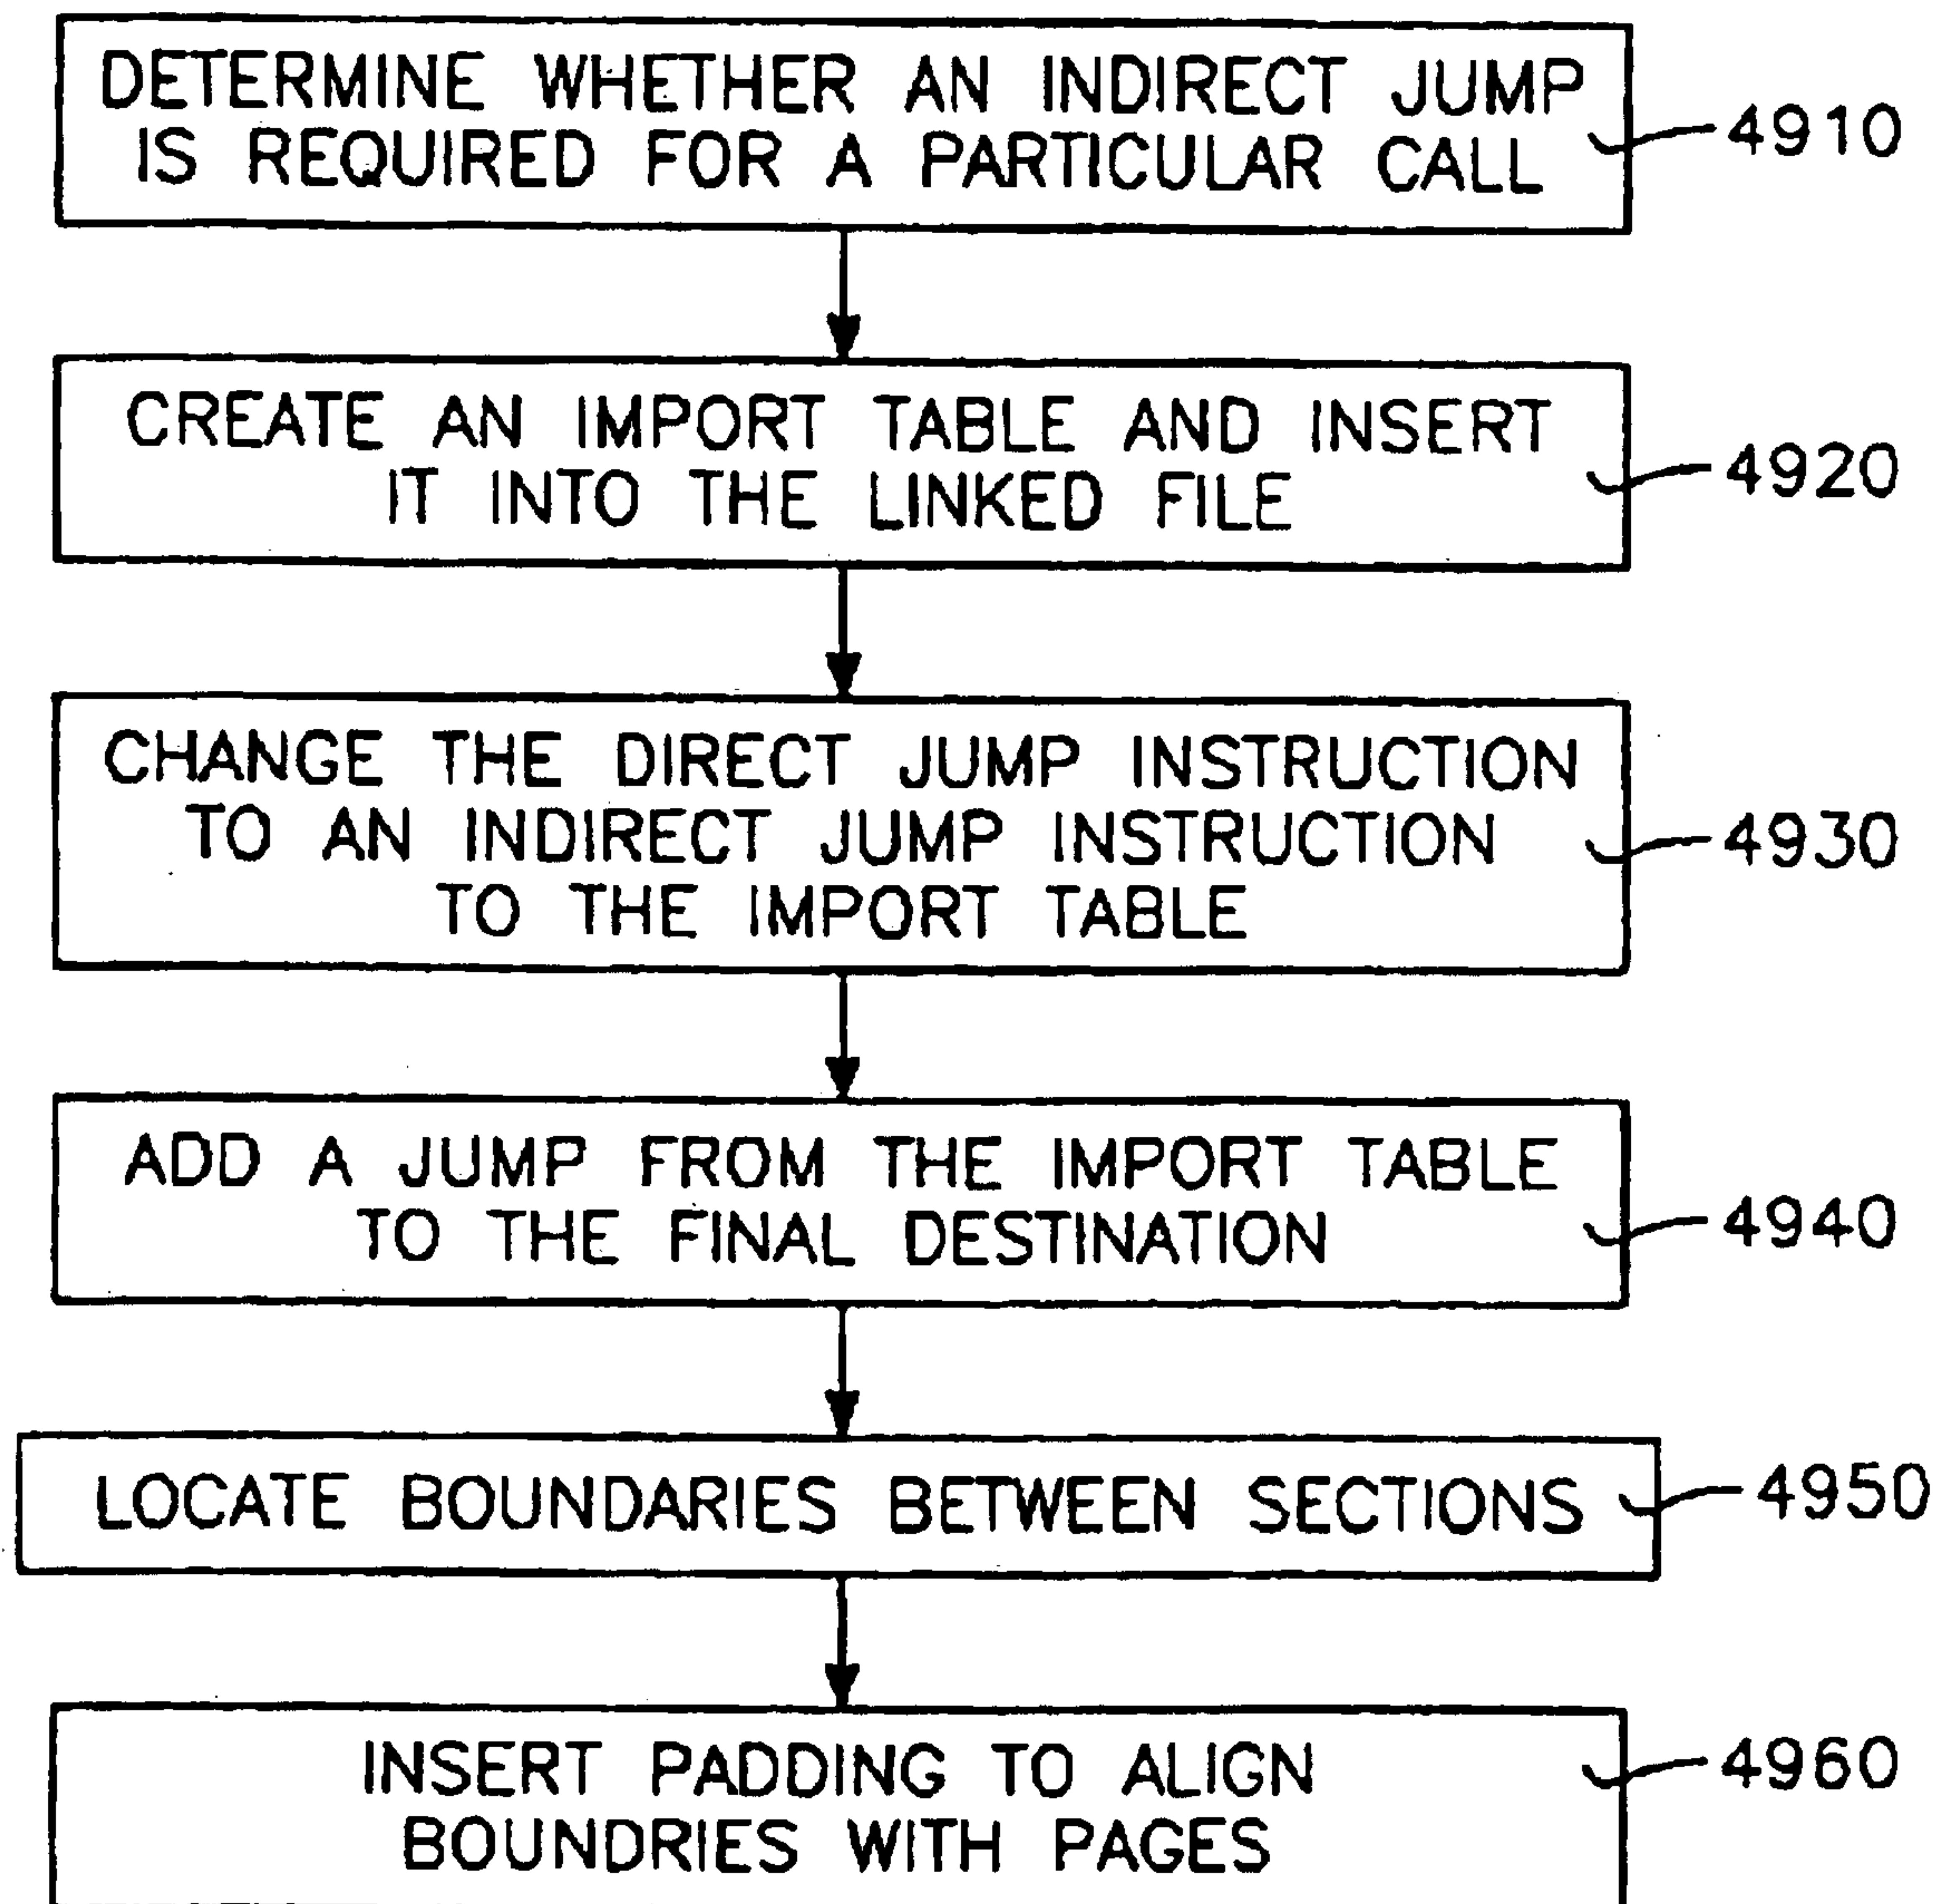 DETERMINE WHETHER AN INDIRECT JUMP
IS REQUIRED FOR A PARTICULAR CALL
4910
CREATE AN IMPORT TABLE AND INSERT
IT INTO THE LINKED FILE
4920
CHANGE THE DIRECT JUMP INSTRUCTION
TO AN INDIRECT JUMP INSTRUCTION
TO THE IMPORT TABLE
4930
ADD A JUMP FROM THE IMPORT TABLE
TO THE FINAL DESTINATION
4940
LOCATE BOUNDARIES BETWEEN SECTIONS
4950
INSERT PADDING TO ALIGN
BOUNDRIES WITH PAGES
4960